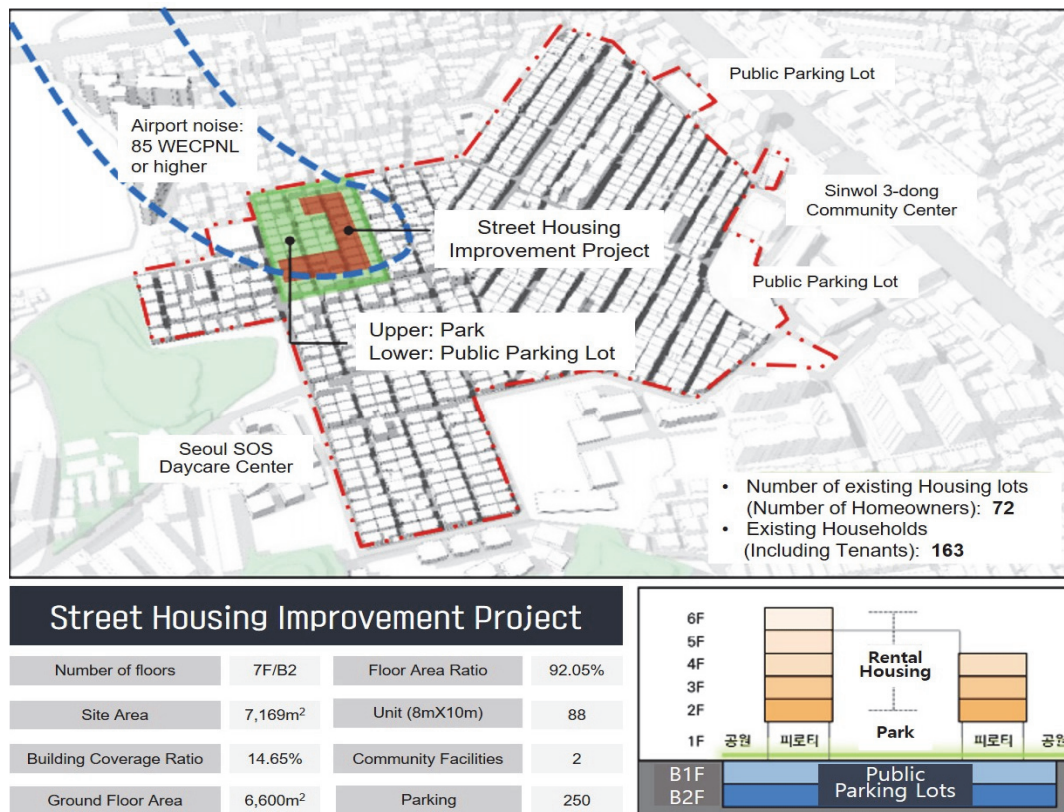 Public Parking Lot
Airport noise:
85 WECPNL
or higher
Sinwol 3-dong
Community Center
Street Housing
Improvement Project
Public Parking Lot
Upper: Park
Lower: Public Parking Lot
Seoul SOS
Daycare Center
• Number of existing Housing lots
(Number of Homeowners): 72
• Existing Households
(Including Tenants): 163
Street Housing Improvement Project
Number of floors 7F/B2 Floor Area Ratio 92.05%
Site Area 7,169m² Unit (8mX10m) 88
Building Coverage Ratio 14.65% Community Facilities 2
Ground Floor Area 6,600m² Parking 250
6F
5F
4F Rental
3F Housing
2F
Park
1F 공원 피로티 피로티 공원
B1F Public
B2F Parking Lots